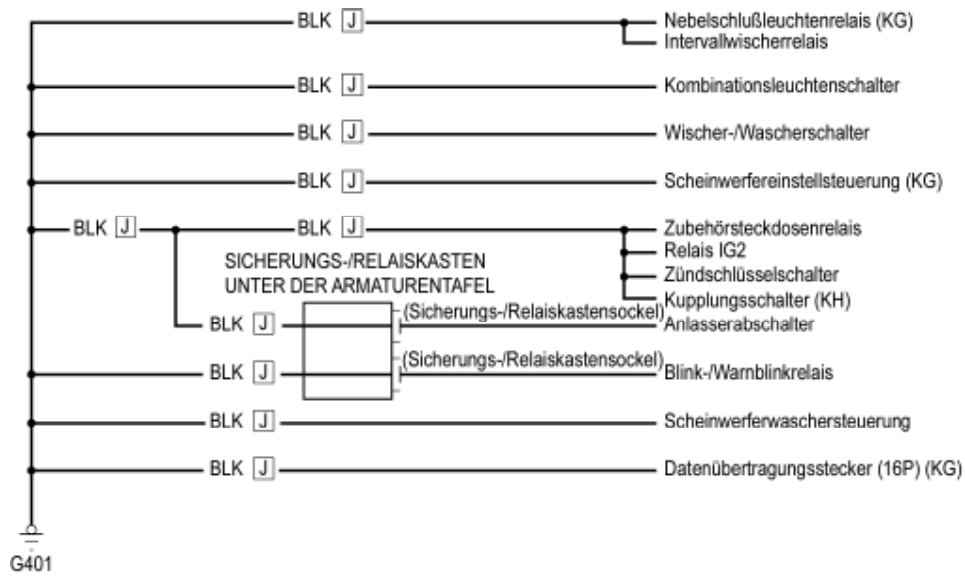 BLK J Nebelschlußleuchtenrelais (KG)
Intervallwischerrelais
BLK J Kombinationsleuchtenschalter
BLK J Wischer-/Wascherschalter
BLK J Scheinwerfereinstellsteuerung (KG)
BLK J BLK J Zubehörsteckdosenrelais
Relais IG2
SICHERUNGS-/RELAISKASTEN
UNTER DER ARMATURENTAFEL
Zündschlüsselschalter
Kupplungsschalter (KH)
(Sicherungs-/Relaiskastensockel)
BLK J Anlasserabschalter
(Sicherungs-/Relaiskastensockel)
BLK J Blink-/Warnblinkrelais
BLK J Scheinwerferwaschersteuerung
BLK J Datenübertragungsstecker (16P) (KG)
G401